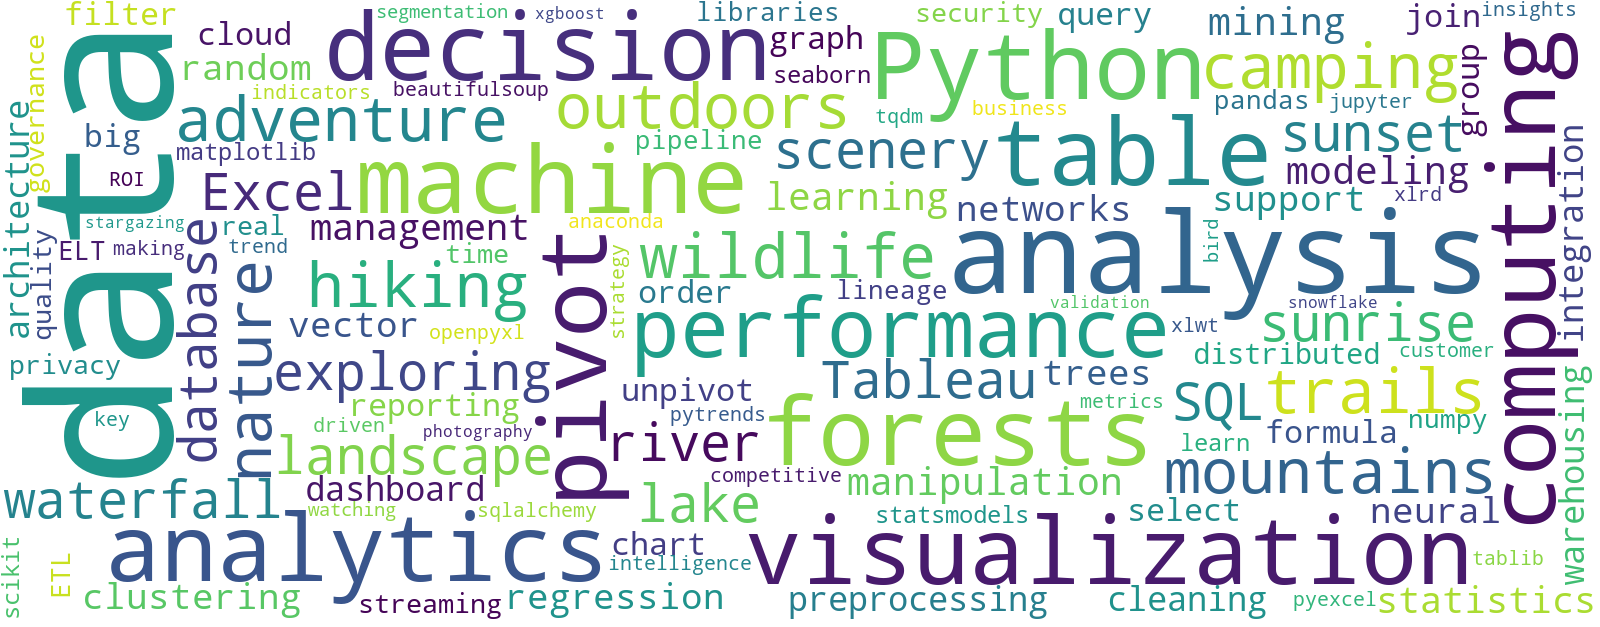 filter
segmentation
xgboost
libraries
security
query
mining
join
insights
cloud
decision
graph
Python
camping
computing
governance
data
random
seaborn
group
indicators
beautifulsoup
outdoors
tqdm
business
pandas
jupyter
architecture
big
adventure
pipeline
scenery
table
sunset
matplotlib
machine
modeling
integration
ROI
Excel
learning
networks
support
xlrd
stargazing
real
management
anaconda
analysis
bird
ELT
making
database
trend
time
pivot
wildlife
quality
nature
hiking
strategy
order
lineage
validation
snowflake
vector
openpyxl
performance
xlwt
sunrise
privacy
exploring
unpivot
Tableau
trees
distributed
customer
key
reporting
pytrends
forests
metrics
SQL
trails
warehousing
driven
photography
river
learn
formula
numpy
landscape
competitive
manipulation
mountains
waterfall
dashboard
lake
watching
sqlalchemy
statsmodels
select
neural
scikit
ETL
analytics
chart
intelligence
visualization
tablib
clustering
streaming
regression
preprocessing
cleaning
pyexcel
statistics